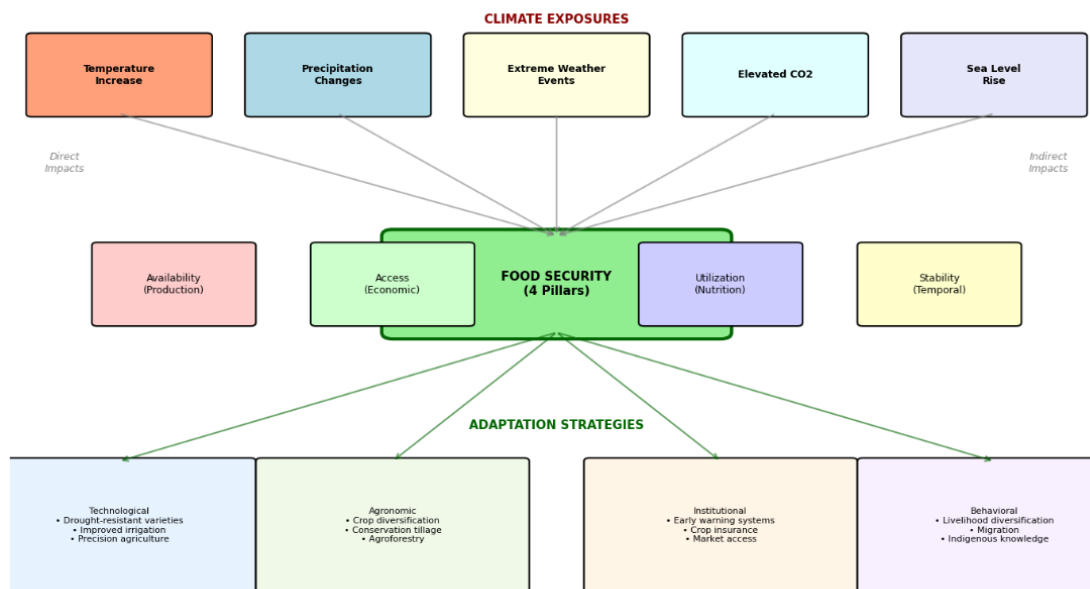 CLIMATE EXPOSURES
Temperature
Increase
Precipitation
Changes
Extreme Weather
Events
Elevated CO2
Sea Level
Rise
Direct
Impacts
Indirect
Impacts
Availability
(Production)
Access
(Economic)
FOOD SECURITY
(4 Pillars)
Utilization
(Nutrition)
Stability
(Temporal)
ADAPTATION STRATEGIES
Technological
• Drought-resistant varieties
• Improved irrigation
• Precision agriculture
Agronomic
• Crop diversification
• Conservation tillage
• Agroforestry
Institutional
• Early warning systems
• Crop insurance
• Market access
Behavioral
• Livelihood diversification
• Migration
• Indigenous knowledge